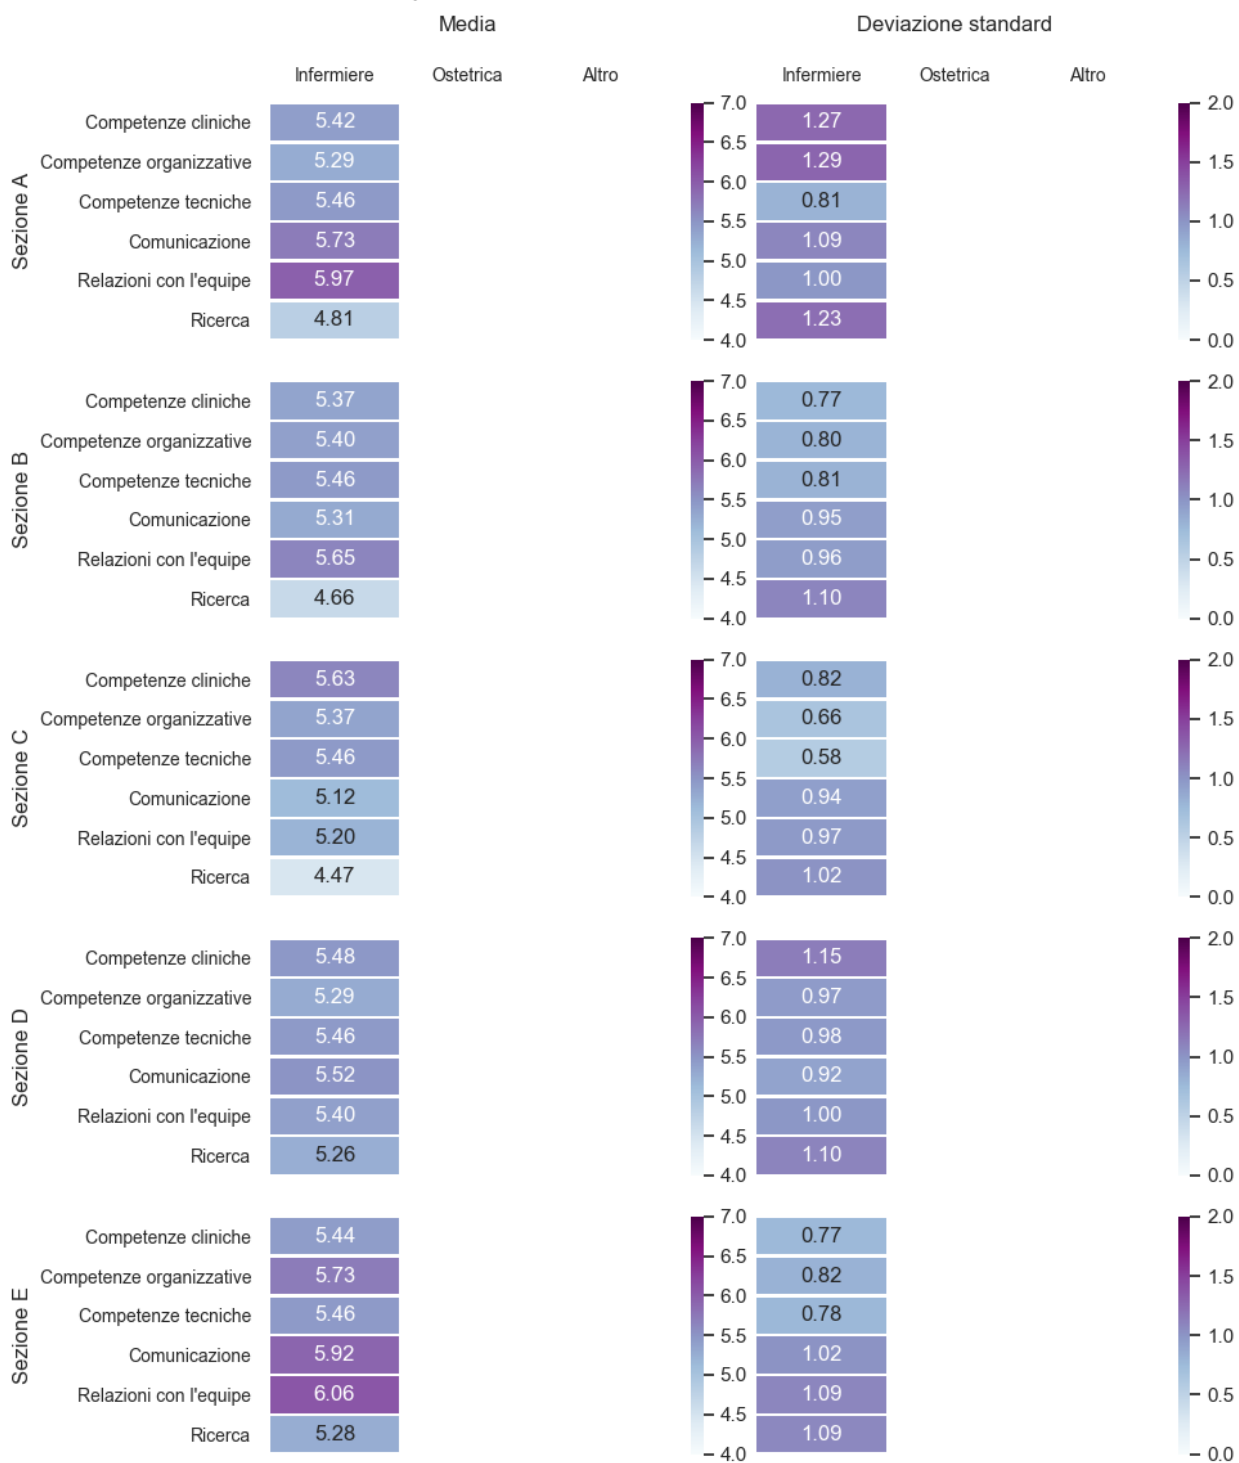 Media Deviazione standard
Infermiere Ostetrica Altro Infermiere Ostetrica Altro
Sezione A
Competenze cliniche 5.42 1.27
Competenze organizzative 5.29 1.29
Competenze tecniche 5.46 0.81
Comunicazione 5.73 1.09
Relazioni con l'equipe 5.97 1.00
Ricerca 4.81 1.23
7.0 6.5 6.0 5.5 5.0 4.5 4.0
2.0 1.5 1.0 0.5 0.0
Sezione B
Competenze cliniche 5.37 0.77
Competenze organizzative 5.40 0.80
Competenze tecniche 5.46 0.81
Comunicazione 5.31 0.95
Relazioni con l'equipe 5.65 0.96
Ricerca 4.66 1.10
7.0 6.5 6.0 5.5 5.0 4.5 4.0
2.0 1.5 1.0 0.5 0.0
Sezione C
Competenze cliniche 5.63 0.82
Competenze organizzative 5.37 0.66
Competenze tecniche 5.46 0.58
Comunicazione 5.12 0.94
Relazioni con l'equipe 5.20 0.97
Ricerca 4.47 1.02
7.0 6.5 6.0 5.5 5.0 4.5 4.0
2.0 1.5 1.0 0.5 0.0
Sezione D
Competenze cliniche 5.48 1.15
Competenze organizzative 5.29 0.97
Competenze tecniche 5.46 0.98
Comunicazione 5.52 0.92
Relazioni con l'equipe 5.40 1.00
Ricerca 5.26 1.10
7.0 6.5 6.0 5.5 5.0 4.5 4.0
2.0 1.5 1.0 0.5 0.0
Sezione E
Competenze cliniche 5.44 0.77
Competenze organizzative 5.73 0.82
Competenze tecniche 5.46 0.78
Comunicazione 5.92 1.02
Relazioni con l'equipe 6.06 1.09
Ricerca 5.28 1.09
7.0 6.5 6.0 5.5 5.0 4.5 4.0
2.0 1.5 1.0 0.5 0.0